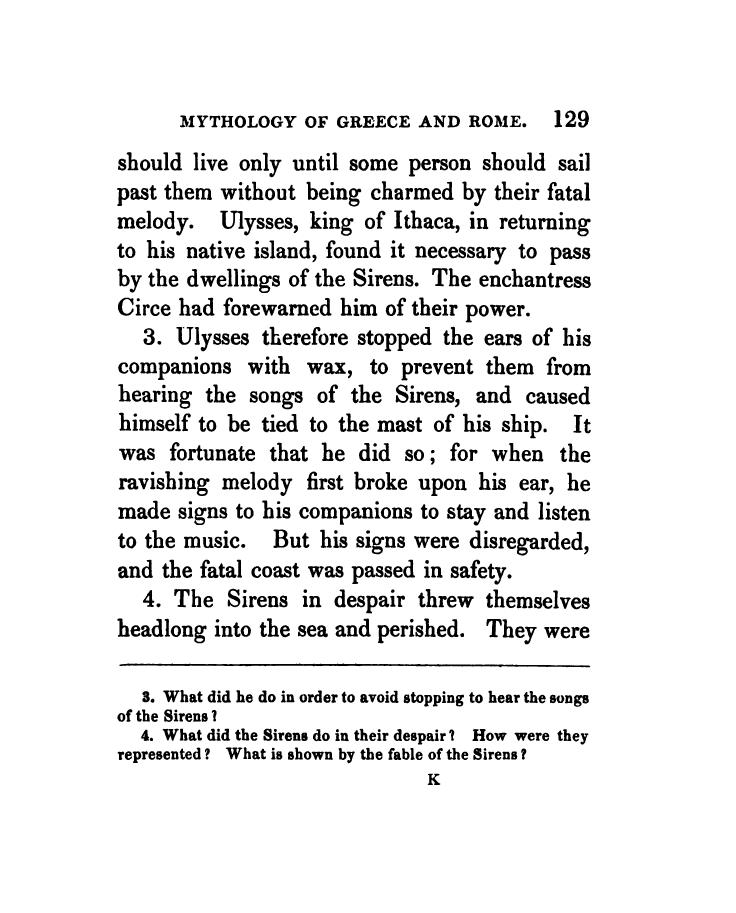 MYTHOLOGY OF GREECE AND ROME. 129
should live only until some person should sail
past them without being charmed by their fatal
melody. Ulysses, king of Ithaca, in returning
to his native island, found it necessary to pass
by the dwellings of the Sirens. The enchantress
Circe had forewarned him of their power.
3. Ulysses therefore stopped the ears of his
companions with wax, to prevent them from
hearing the songs of the Sirens, and caused
himself to be tied to the mast of his ship. It
was fortunate that he did so; for when the
ravishing melody first broke upon his ear, he
made signs to his companions to stay and listen
to the music. But his signs were disregarded,
and the fatal coast was passed in safety.
4. The Sirens in despair threw themselves
headlong into the sea and perished. They were
3. What did he do in order to avoid stopping to hear the songs
of the Sirens?
4. What did the Sirens do in their despair? How were they
represented? What is shown by the fable of the Sirens?
K